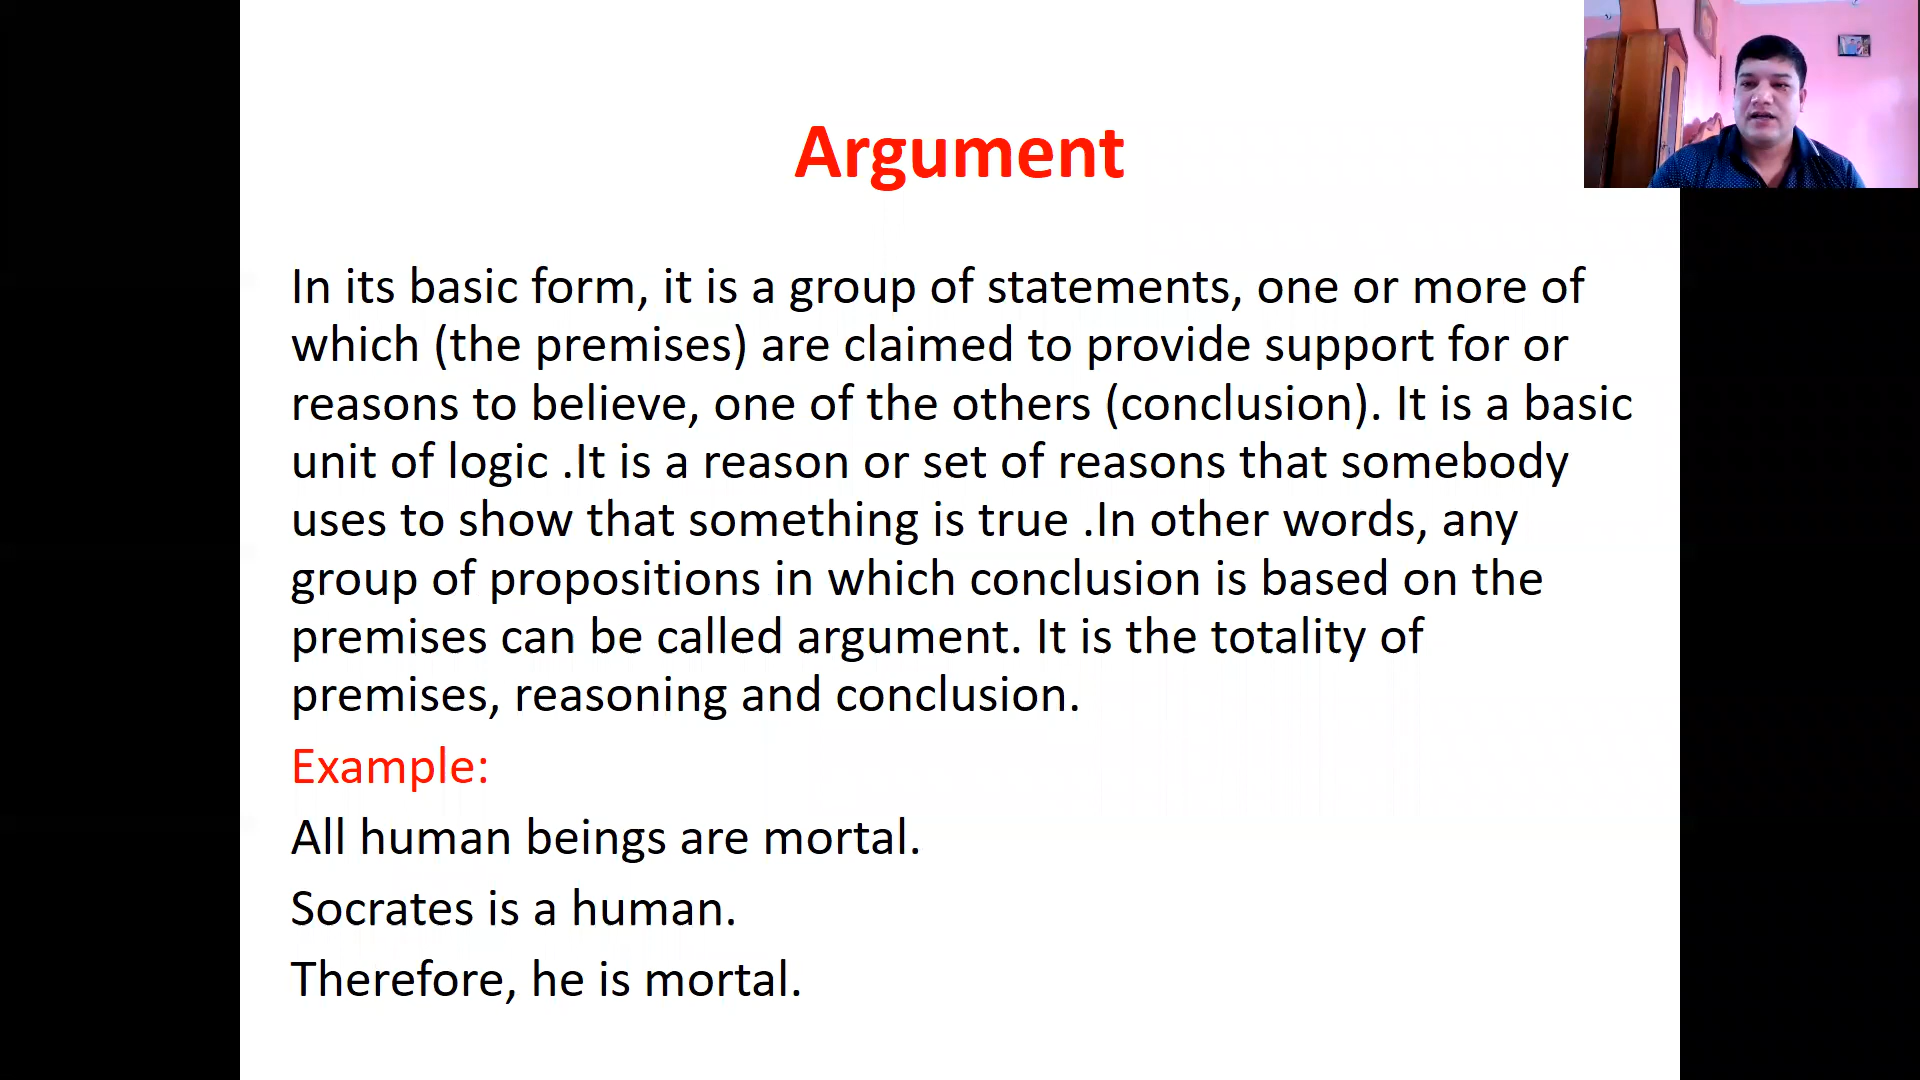 Argument
In its basic form, it is a group of statements, one or more of
which (the premises) are claimed to provide support for or
reasons to believe, one of the others (conclusion). It is a basic
unit of logic .It is a reason or set of reasons that somebody
uses to show that something is true .In other words, any
group of propositions in which conclusion is based on the
premises can be called argument. It is the totality of
premises, reasoning and conclusion.
Example:
All human beings are mortal.
Socrates is a human.
Therefore, he is mortal.